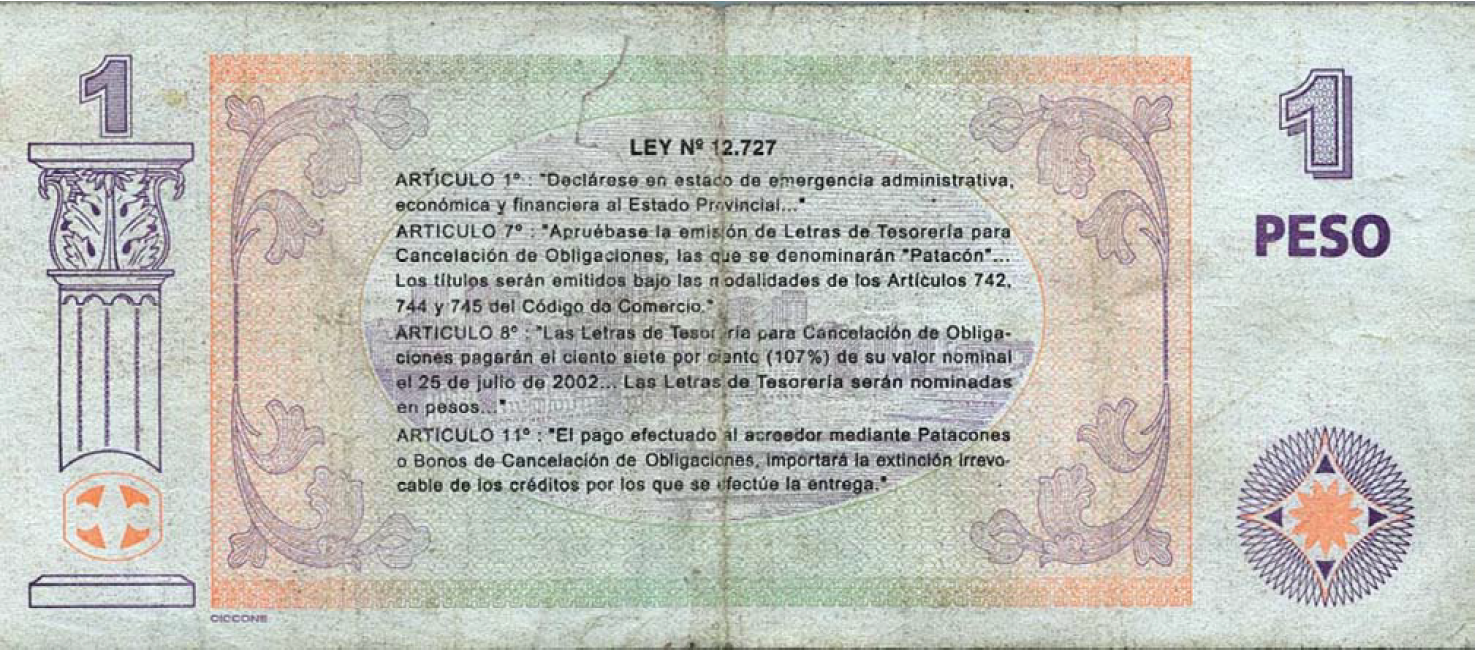 1
1
PESO
LEY Nº 12.727
ARTÍCULO 1º : "Declárese en estado de emergencia administrativa,
económica y financiera al Estado Provincial..."
ARTICULO 7º : "Apruébase la emisión de Letras de Tesorería para
Cancelación de Obligaciones, las que se denominarán "Patacón"...
Los títulos serán emitidos bajo las modalidades de los Artículos 742,
744 y 745 del Código de Comercio."
ARTICULO 8º : "Las Letras de Tesorería para Cancelación de Obliga-
ciones pagarán el ciento siete por ciento (107%) de su valor nominal
el 25 de julio de 2002... Las Letras de Tesorería serán nominadas
en pesos..."
ARTICULO 11º : "El pago efectuado al acreedor mediante Patacones
o Bonos de Cancelación de Obligaciones, importará la extinción irrevo-
cable de los créditos por los que se efectúe la entrega."
CICCONE